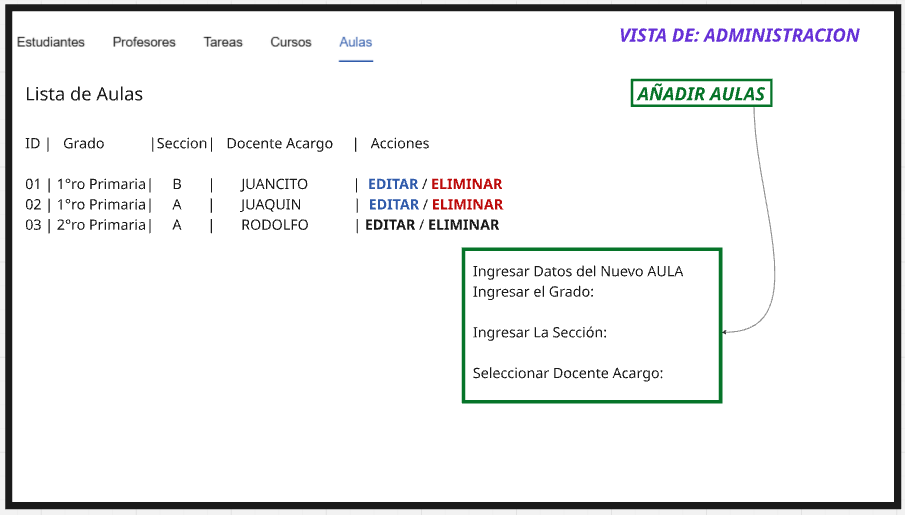 Estudiantes Profesores Tareas Cursos Aulas
VISTA DE: ADMINISTRACION
Lista de Aulas
AÑADIR AULAS
ID | Grado |Seccion| Docente Acargo | Acciones
01 | 1°ro Primaria| B | JUANCITO | EDITAR / ELIMINAR
02 | 1°ro Primaria| A | JUAQUIN | EDITAR / ELIMINAR
03 | 2°ro Primaria| A | RODOLFO | EDITAR / ELIMINAR
Ingresar Datos del Nuevo AULA
Ingresar el Grado:
Ingresar La Sección:
Seleccionar Docente Acargo: